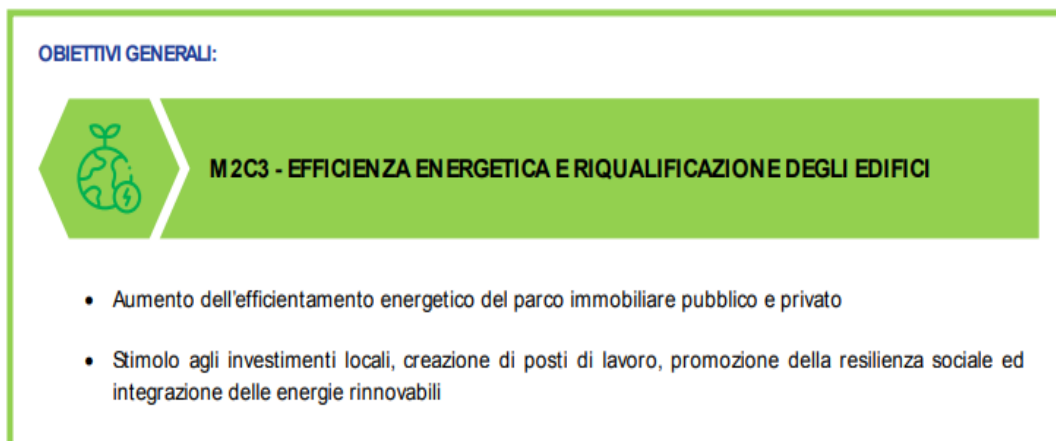 OBIETTIVI GENERALI:
M2C3 - EFFICIENZA ENERGETICA E RIQUALIFICAZIONE DEGLI EDIFICI
• Aumento dell'efficientamento energetico del parco immobiliare pubblico e privato
• Stimolo agli investimenti locali, creazione di posti di lavoro, promozione della resilienza sociale ed
integrazione delle energie rinnovabili